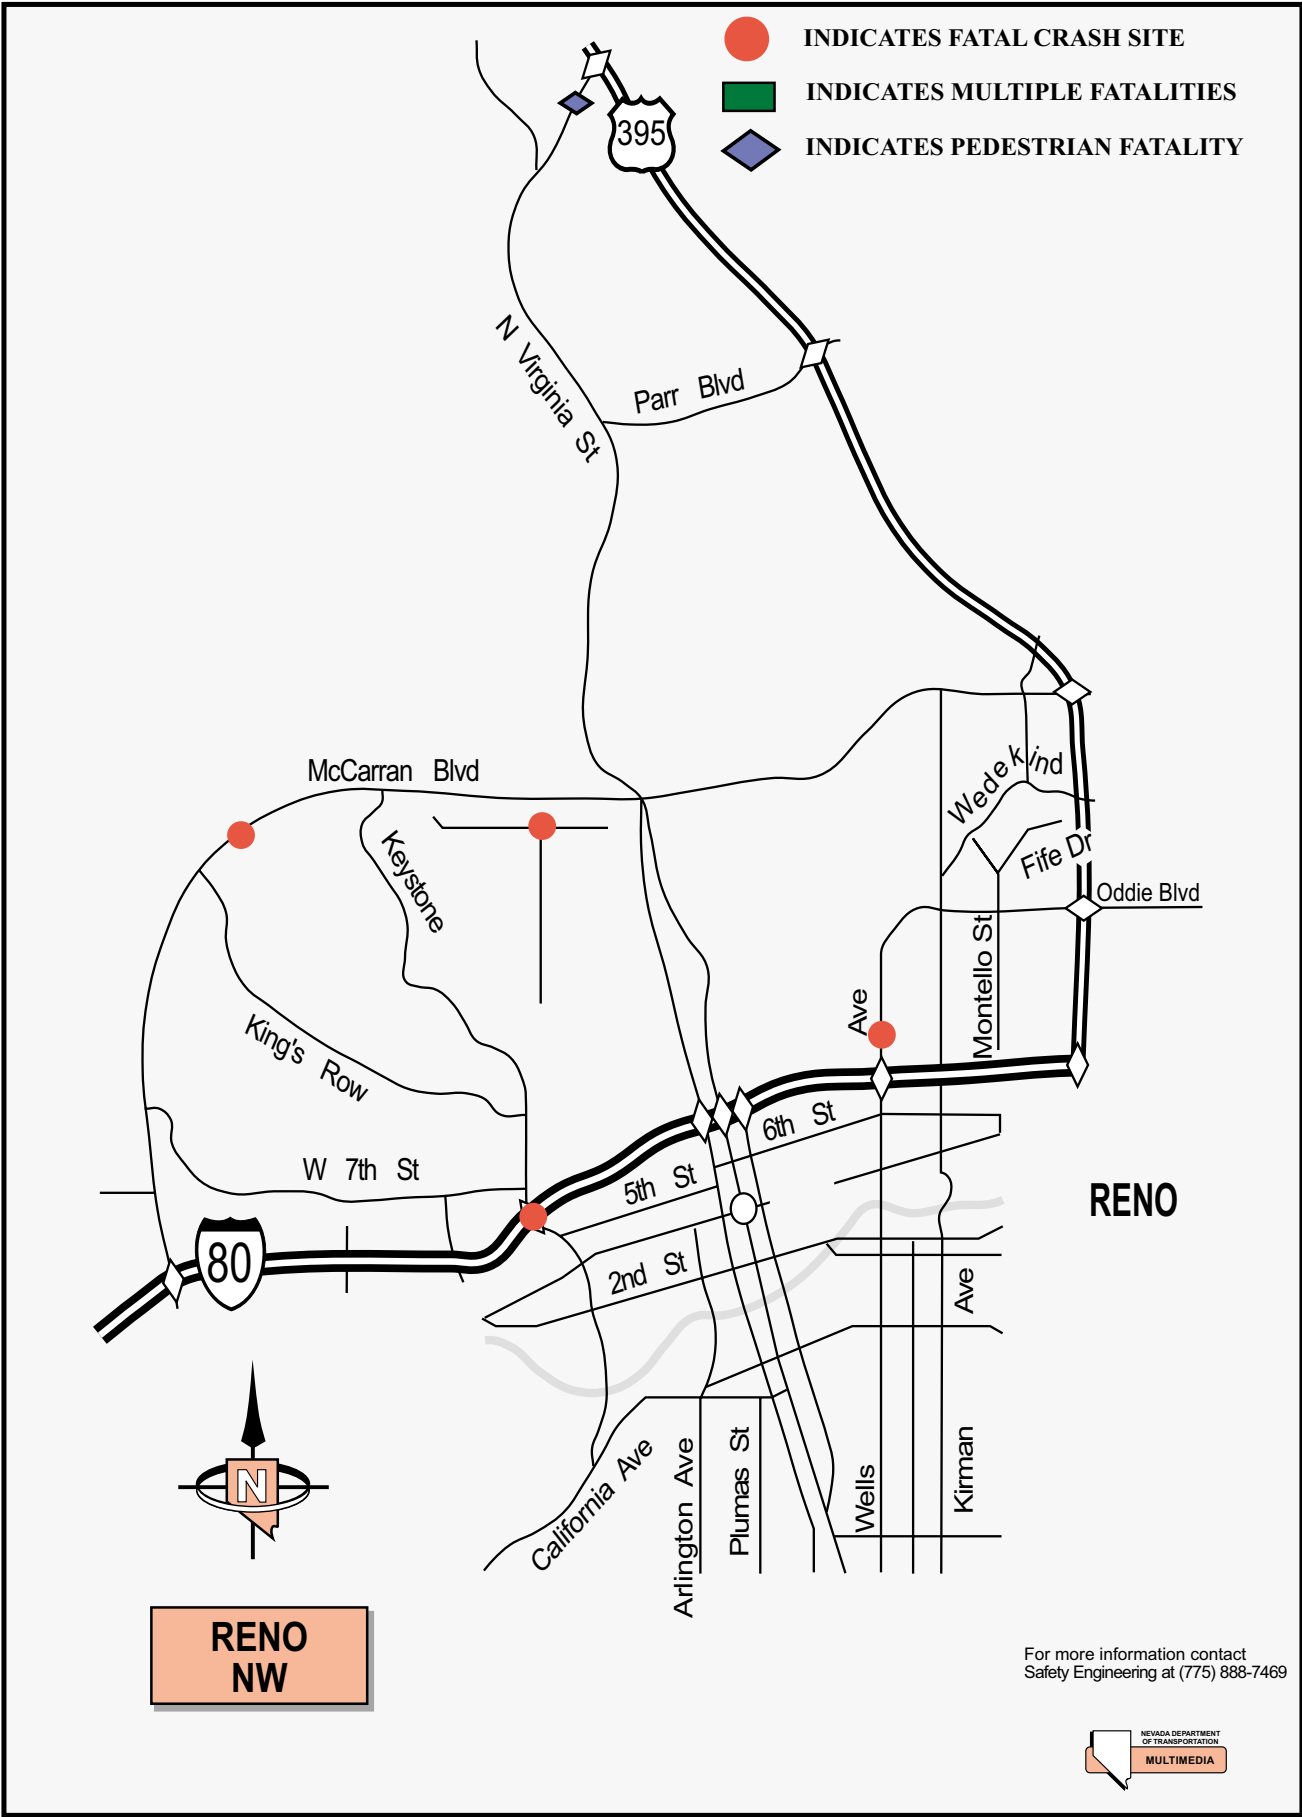 INDICATES FATAL CRASH SITE
INDICATES MULTIPLE FATALITIES
INDICATES PEDESTRIAN FATALITY
395
N Virginia St
Parr Blvd
McCarran Blvd
Wedekind
Keystone
Fife Dr
Oddie Blvd
Montello St
Ave
King's Row
6th St
W 7th St
5th St
RENO
80
2nd St
Ave
California Ave
Arlington Ave
Plumas St
Wells
Kirman
N
RENO
NW
For more information contact
Safety Engineering at (775) 888-7469
NEVADA DEPARTMENT
OF TRANSPORTATION
MULTIMEDIA